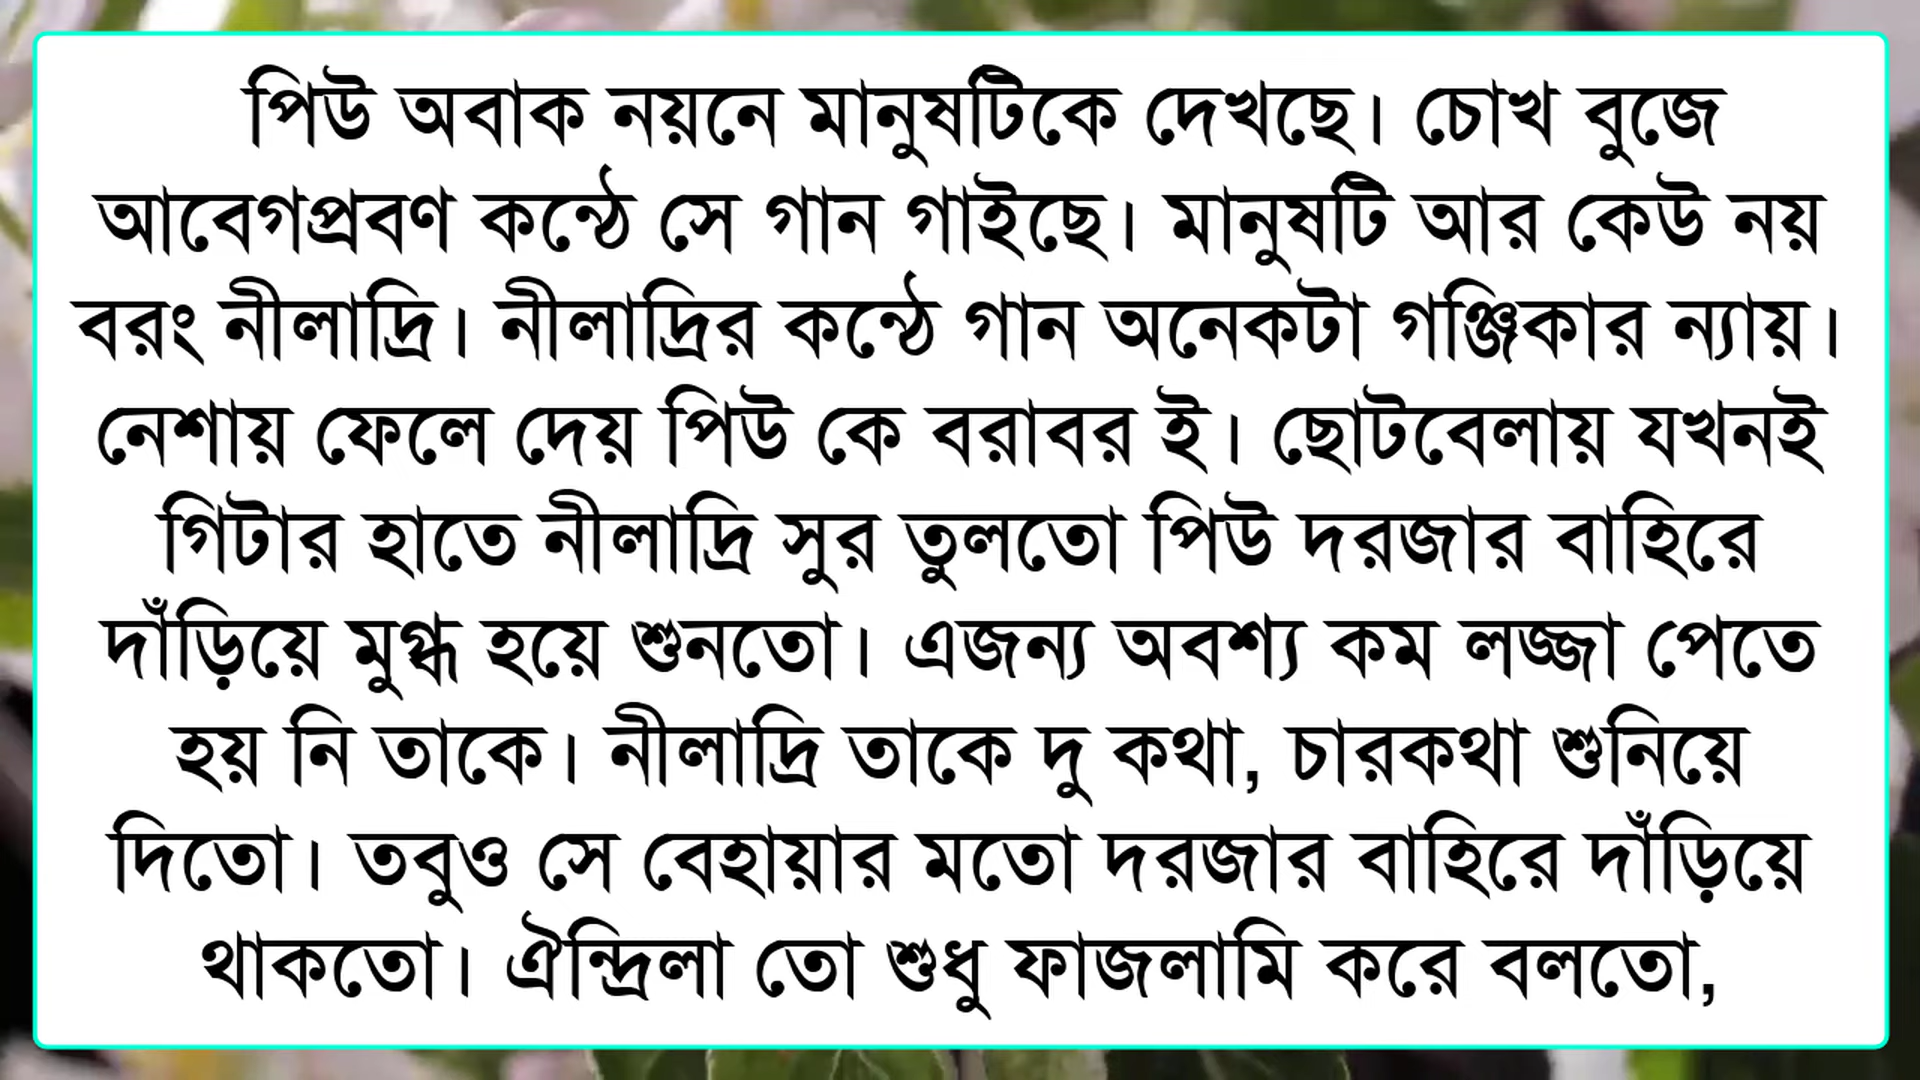 পিউ অবাক নয়নে মানুষটিকে দেখছে। চোখ বুজে
আবেগপ্রবণ কন্ঠে সে গান গাইছে। মানুষটি আর কেউ নয়
বরং নীলাদ্রি। নীলাদ্রির কন্ঠে গান অনেকটা গঞ্জিকার ন্যায়।
নেশায় ফেলে দেয় পিউ কে বরাবর ই। ছোটবেলায় যখনই
গিটার হাতে নীলাদ্রি সুর তুলতো পিউ দরজার বাহিরে
দাঁড়িয়ে মুগ্ধ হয়ে শুনতো। এজন্য অবশ্য কম লজ্জা পেতে
হয় নি তাকে। নীলাদ্রি তাকে দু কথা, চারকথা শুনিয়ে
দিতো। তবুও সে বেহায়ার মতো দরজার বাহিরে দাঁড়িয়ে
থাকতো। ঐন্দ্রিলা তো শুধু ফাজলামি করে বলতো,